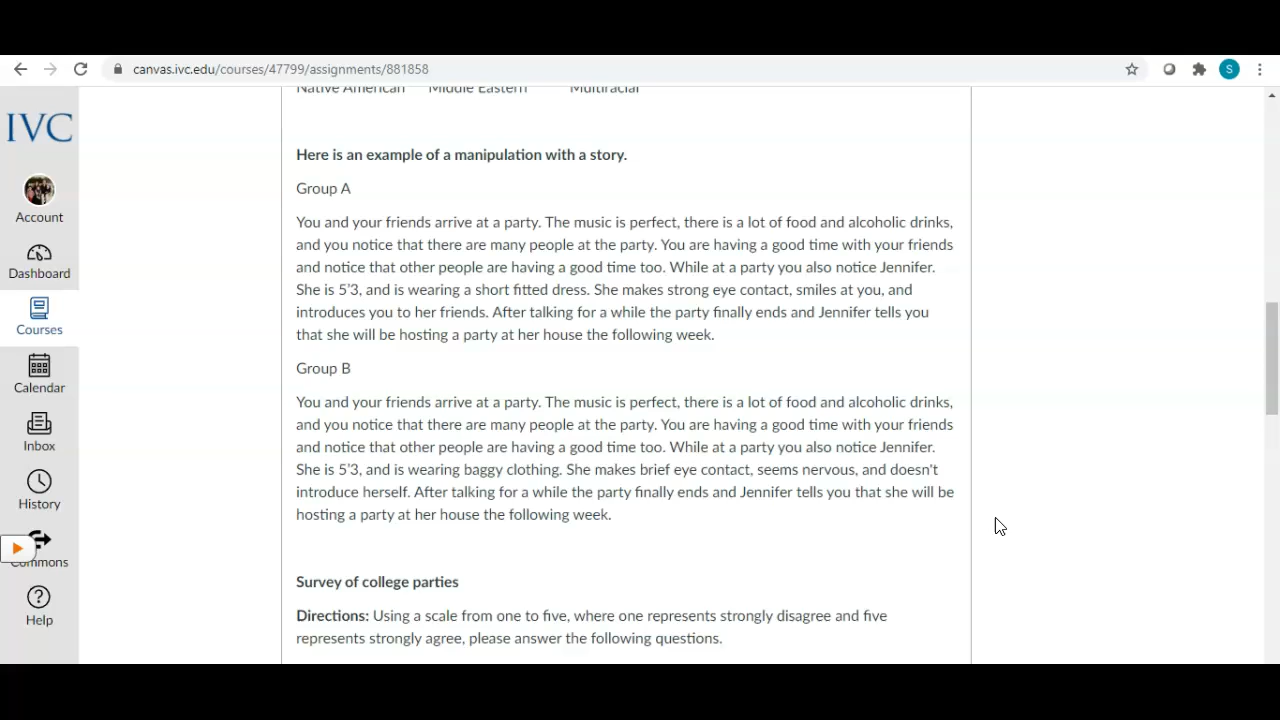 canvas.ivc.edu/courses/47799/assignments/881858
S
IVC
Account
Dashboard
Courses
Calendar
Inbox
History
Commons
Help
Native American Middle Eastern Multiracial
Here is an example of a manipulation with a story.
Group A
You and your friends arrive at a party. The music is perfect, there is a lot of food and alcoholic drinks,
and you notice that there are many people at the party. You are having a good time with your friends
and notice that other people are having a good time too. While at a party you also notice Jennifer.
She is 5’3, and is wearing a short fitted dress. She makes strong eye contact, smiles at you, and
introduces you to her friends. After talking for a while the party finally ends and Jennifer tells you
that she will be hosting a party at her house the following week.
Group B
You and your friends arrive at a party. The music is perfect, there is a lot of food and alcoholic drinks,
and you notice that there are many people at the party. You are having a good time with your friends
and notice that other people are having a good time too. While at a party you also notice Jennifer.
She is 5’3, and is wearing baggy clothing. She makes brief eye contact, seems nervous, and doesn't
introduce herself. After talking for a while the party finally ends and Jennifer tells you that she will be
hosting a party at her house the following week.
Survey of college parties
Directions: Using a scale from one to five, where one represents strongly disagree and five
represents strongly agree, please answer the following questions.